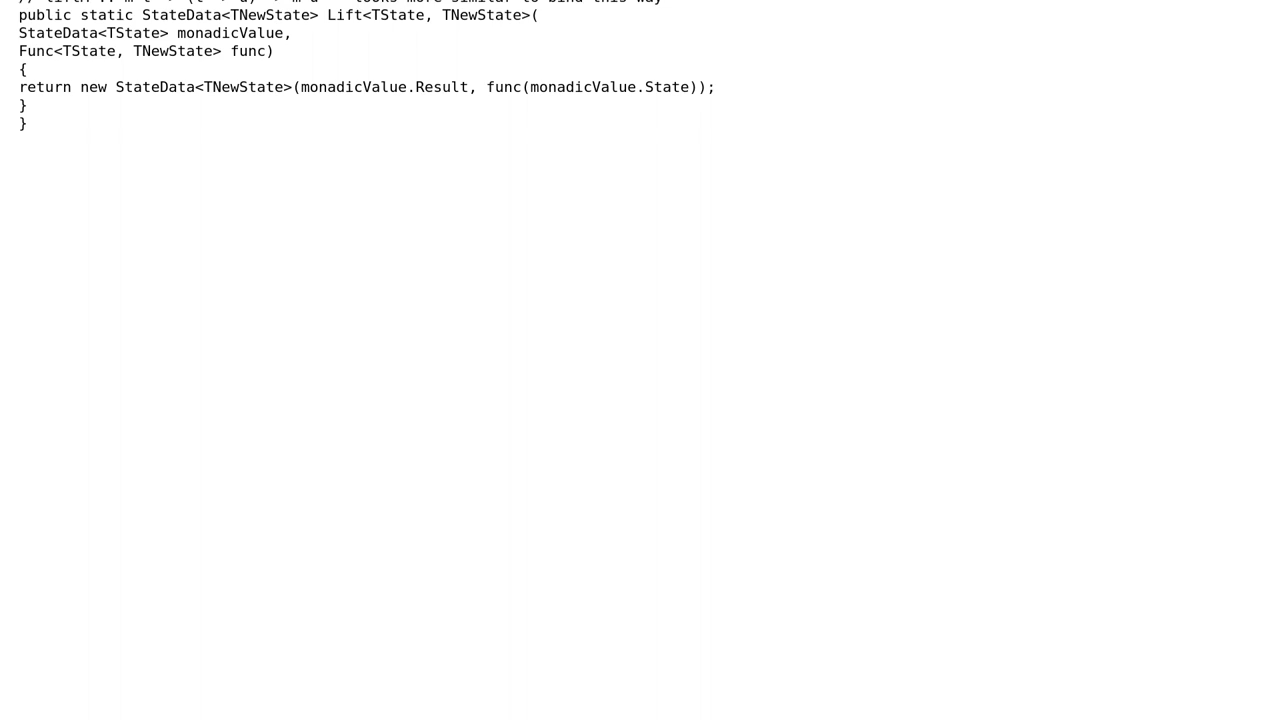 public static StateData<TNewState> Lift<TState, TNewState>(
StateData<TState> monadicValue,
Func<TState, TNewState> func)
{
return new StateData<TNewState>(monadicValue.Result, func(monadicValue.State));
}
}